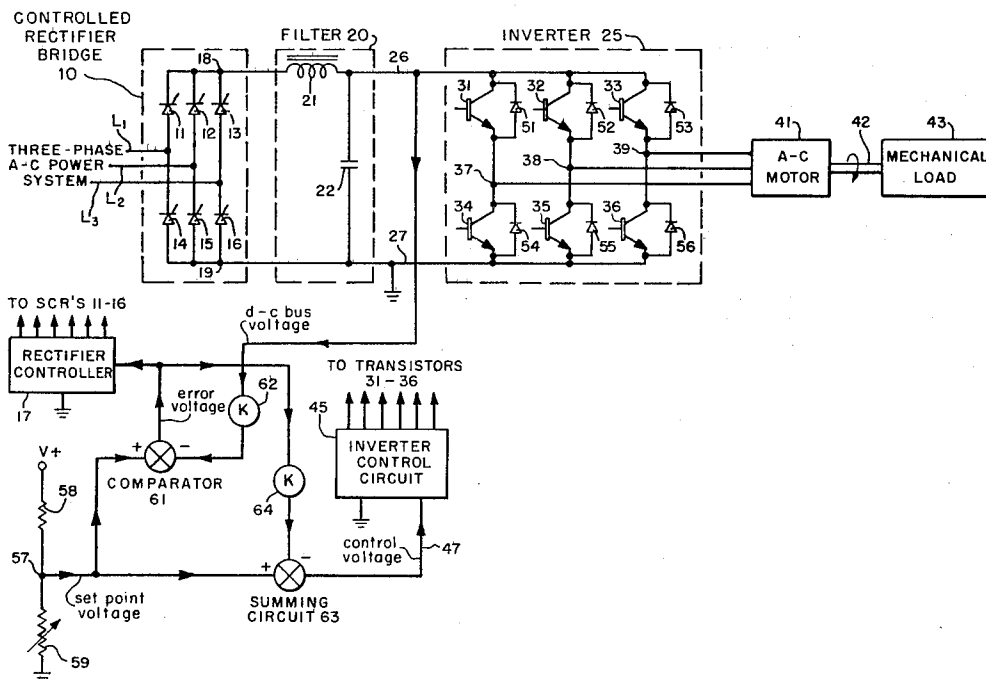 CONTROLLED
RECTIFIER
BRIDGE
10
FILTER 20
INVERTER 25
18
21
26
11
12
13
L1
THREE-PHASE
A-C POWER
SYSTEM
L2
L3
22
14
15
16
19
27
31
32
33
51
52
53
37
38
39
34
35
36
54
55
56
41
A-C
MOTOR
42
43
MECHANICAL
LOAD
TO SCR'S 11-16
RECTIFIER
CONTROLLER
17
d-c bus
voltage
62
K
error
voltage
+
-
COMPARATOR
61
K
64
TO TRANSISTORS
31-36
45
INVERTER
CONTROL
CIRCUIT
control
voltage
47
V+
58
57
set point
voltage
59
+
-
SUMMING
CIRCUIT 63